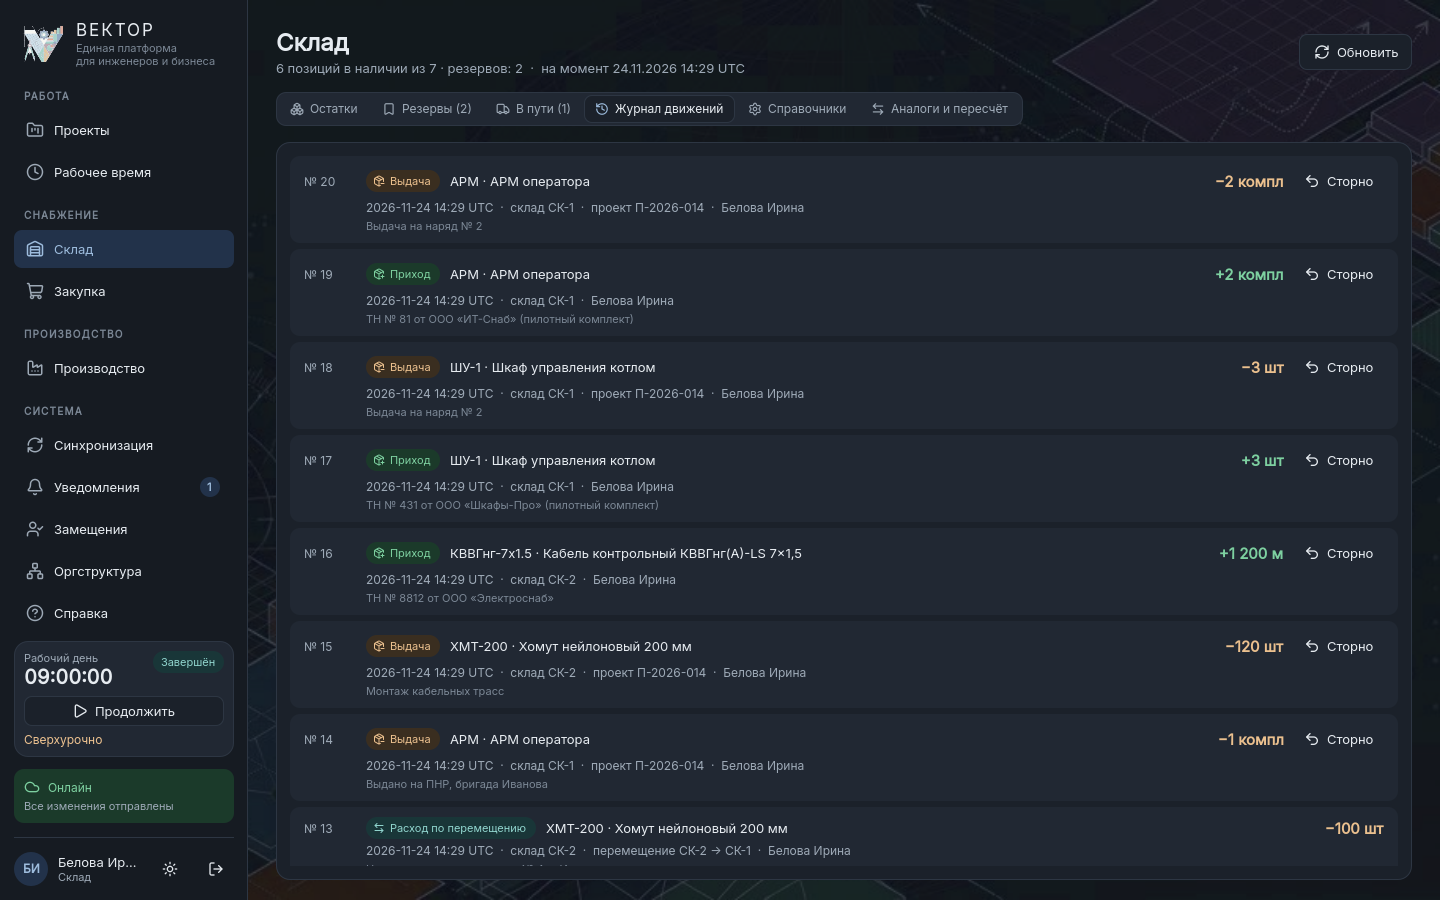 ВЕКТОР
Единая платформа
для инженеров и бизнеса
РАБОТА
Проекты
Рабочее время
СНАБЖЕНИЕ
Склад
Закупка
ПРОИЗВОДСТВО
Производство
СИСТЕМА
Синхронизация
Уведомления 1
Замещения
Оргструктура
Справка
Рабочий день Завершён
09:00:00
Продолжить
Сверхурочно
Онлайн
Все изменения отправлены
БИ Белова Ир...
Склад
Склад
6 позиций в наличии из 7 · резервов: 2 · на момент 24.11.2026 14:29 UTC
Обновить
Остатки Резервы (2) В пути (1) Журнал движений Справочники Аналоги и пересчёт
№ 20 Выдача АРМ · АРМ оператора −2 компл Сторно
2026-11-24 14:29 UTC · склад СК-1 · проект П-2026-014 · Белова Ирина
Выдача на наряд № 2
№ 19 Приход АРМ · АРМ оператора +2 компл Сторно
2026-11-24 14:29 UTC · склад СК-1 · Белова Ирина
ТН № 81 от ООО «ИТ-Снаб» (пилотный комплект)
№ 18 Выдача ШУ-1 · Шкаф управления котлом −3 шт Сторно
2026-11-24 14:29 UTC · склад СК-1 · проект П-2026-014 · Белова Ирина
Выдача на наряд № 2
№ 17 Приход ШУ-1 · Шкаф управления котлом +3 шт Сторно
2026-11-24 14:29 UTC · склад СК-1 · Белова Ирина
ТН № 431 от ООО «Шкафы-Про» (пилотный комплект)
№ 16 Приход КВВГнг-7x1.5 · Кабель контрольный КВВГнг(А)-LS 7×1,5 +1 200 м Сторно
2026-11-24 14:29 UTC · склад СК-2 · Белова Ирина
ТН № 8812 от ООО «Электроснаб»
№ 15 Выдача ХМТ-200 · Хомут нейлоновый 200 мм −120 шт Сторно
2026-11-24 14:29 UTC · склад СК-2 · проект П-2026-014 · Белова Ирина
Монтаж кабельных трасс
№ 14 Выдача АРМ · АРМ оператора −1 компл Сторно
2026-11-24 14:29 UTC · склад СК-1 · проект П-2026-014 · Белова Ирина
Выдано на ПНР, бригада Иванова
№ 13 Расход по перемещению ХМТ-200 · Хомут нейлоновый 200 мм −100 шт
2026-11-24 14:29 UTC · склад СК-2 · перемещение СК-2 → СК-1 · Белова Ирина